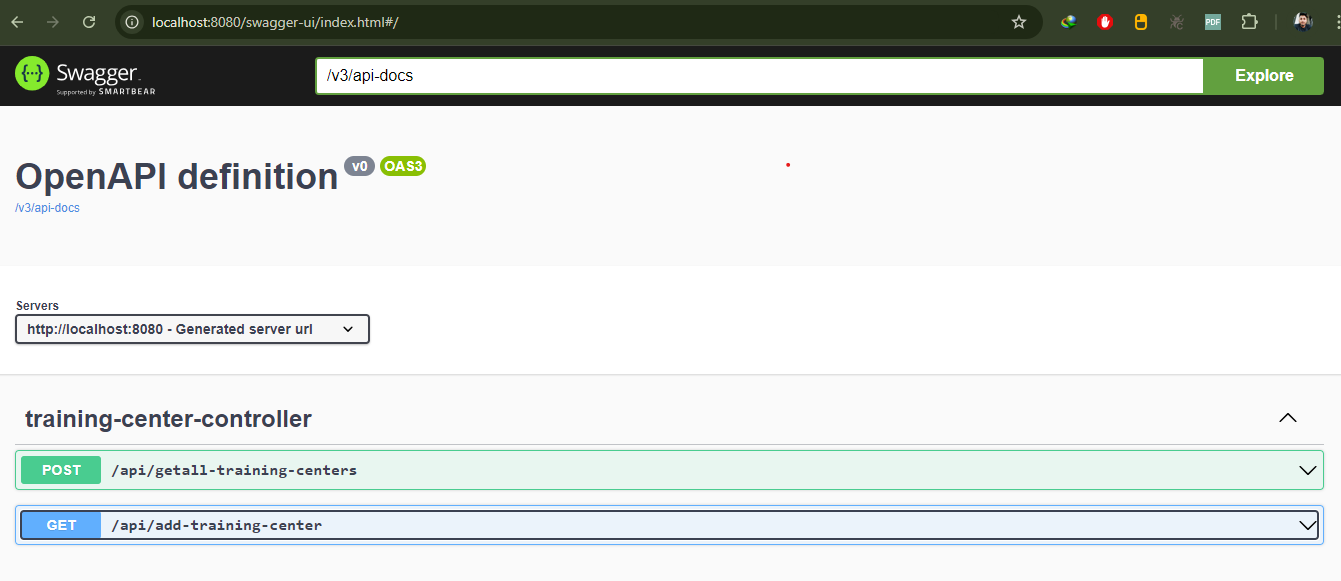 localhost:8080/swagger-ui/index.html#/
PDF
Swagger
Supported by SMARTBEAR
/v3/api-docs
Explore
OpenAPI definition v0 OAS3
/v3/api-docs
Servers
http://localhost:8080 - Generated server url
training-center-controller
POST /api/getall-training-centers
GET /api/add-training-center